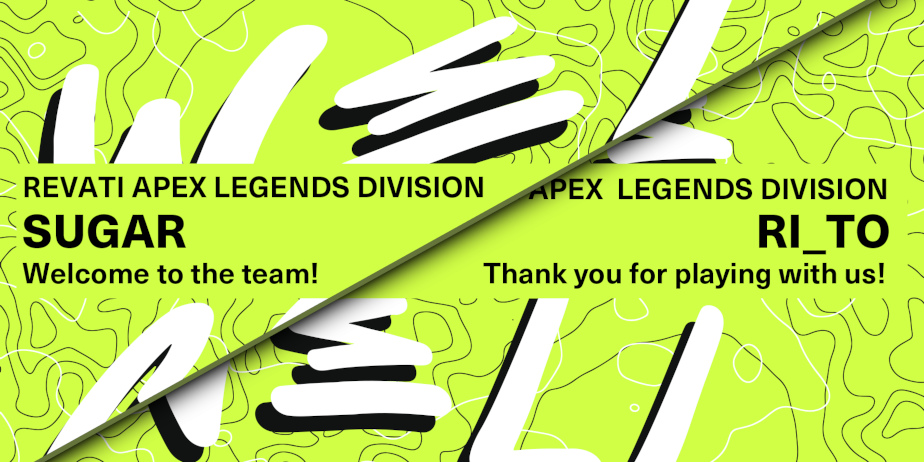 REVATI APEX LEGENDS DIVISION
SUGAR
Welcome to the team!
APEX LEGENDS DIVISION
RI_TO
Thank you for playing with us!